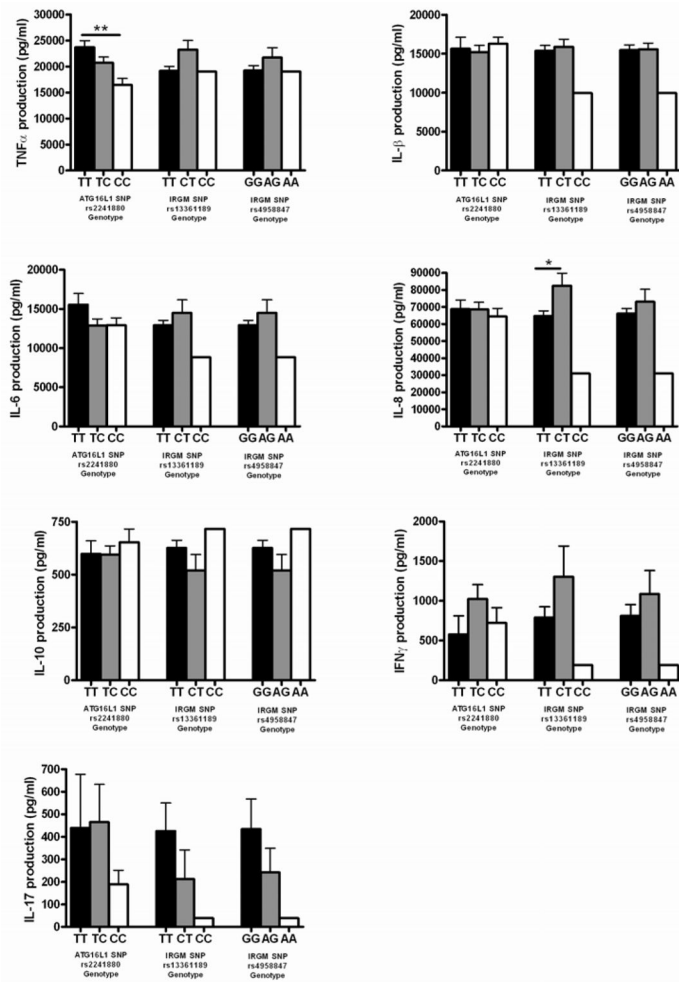 TNFα production (pg/ml)
30000
25000
20000
15000
10000
5000
0
**
TT TC CC
TT CT CC
GG AG AA
ATG16L1 SNP
rs2241880
Genotype
IRGM SNP
rs13361189
Genotype
IRGM SNP
rs4958847
Genotype
IL-β production (pg/ml)
20000
15000
10000
5000
0
TT TC CC
TT CT CC
GG AG AA
ATG16L1 SNP
rs2241880
Genotype
IRGM SNP
rs13361189
Genotype
IRGM SNP
rs4958847
Genotype
IL-6 production (pg/ml)
20000
15000
10000
5000
0
TT TC CC
TT CT CC
GG AG AA
ATG16L1 SNP
rs2241880
Genotype
IRGM SNP
rs13361189
Genotype
IRGM SNP
rs4958847
Genotype
IL-8 production (pg/ml)
90000
80000
70000
60000
50000
40000
30000
20000
10000
0
*
TT TC CC
TT CT CC
GG AG AA
ATG16L1 SNP
rs2241880
Genotype
IRGM SNP
rs13361189
Genotype
IRGM SNP
rs4958847
Genotype
IL-10 production (pg/ml)
750
500
250
0
TT TC CC
TT CT CC
GG AG AA
ATG16L1 SNP
rs2241880
Genotype
IRGM SNP
rs13361189
Genotype
IRGM SNP
rs4958847
Genotype
IFNγ production (pg/ml)
2000
1500
1000
500
0
TT TC CC
TT CT CC
GG AG AA
ATG16L1 SNP
rs2241880
Genotype
IRGM SNP
rs13361189
Genotype
IRGM SNP
rs4958847
Genotype
IL-17 production (pg/ml)
700
600
500
400
300
200
100
0
TT TC CC
TT CT CC
GG AG AA
ATG16L1 SNP
rs2241880
Genotype
IRGM SNP
rs13361189
Genotype
IRGM SNP
rs4958847
Genotype